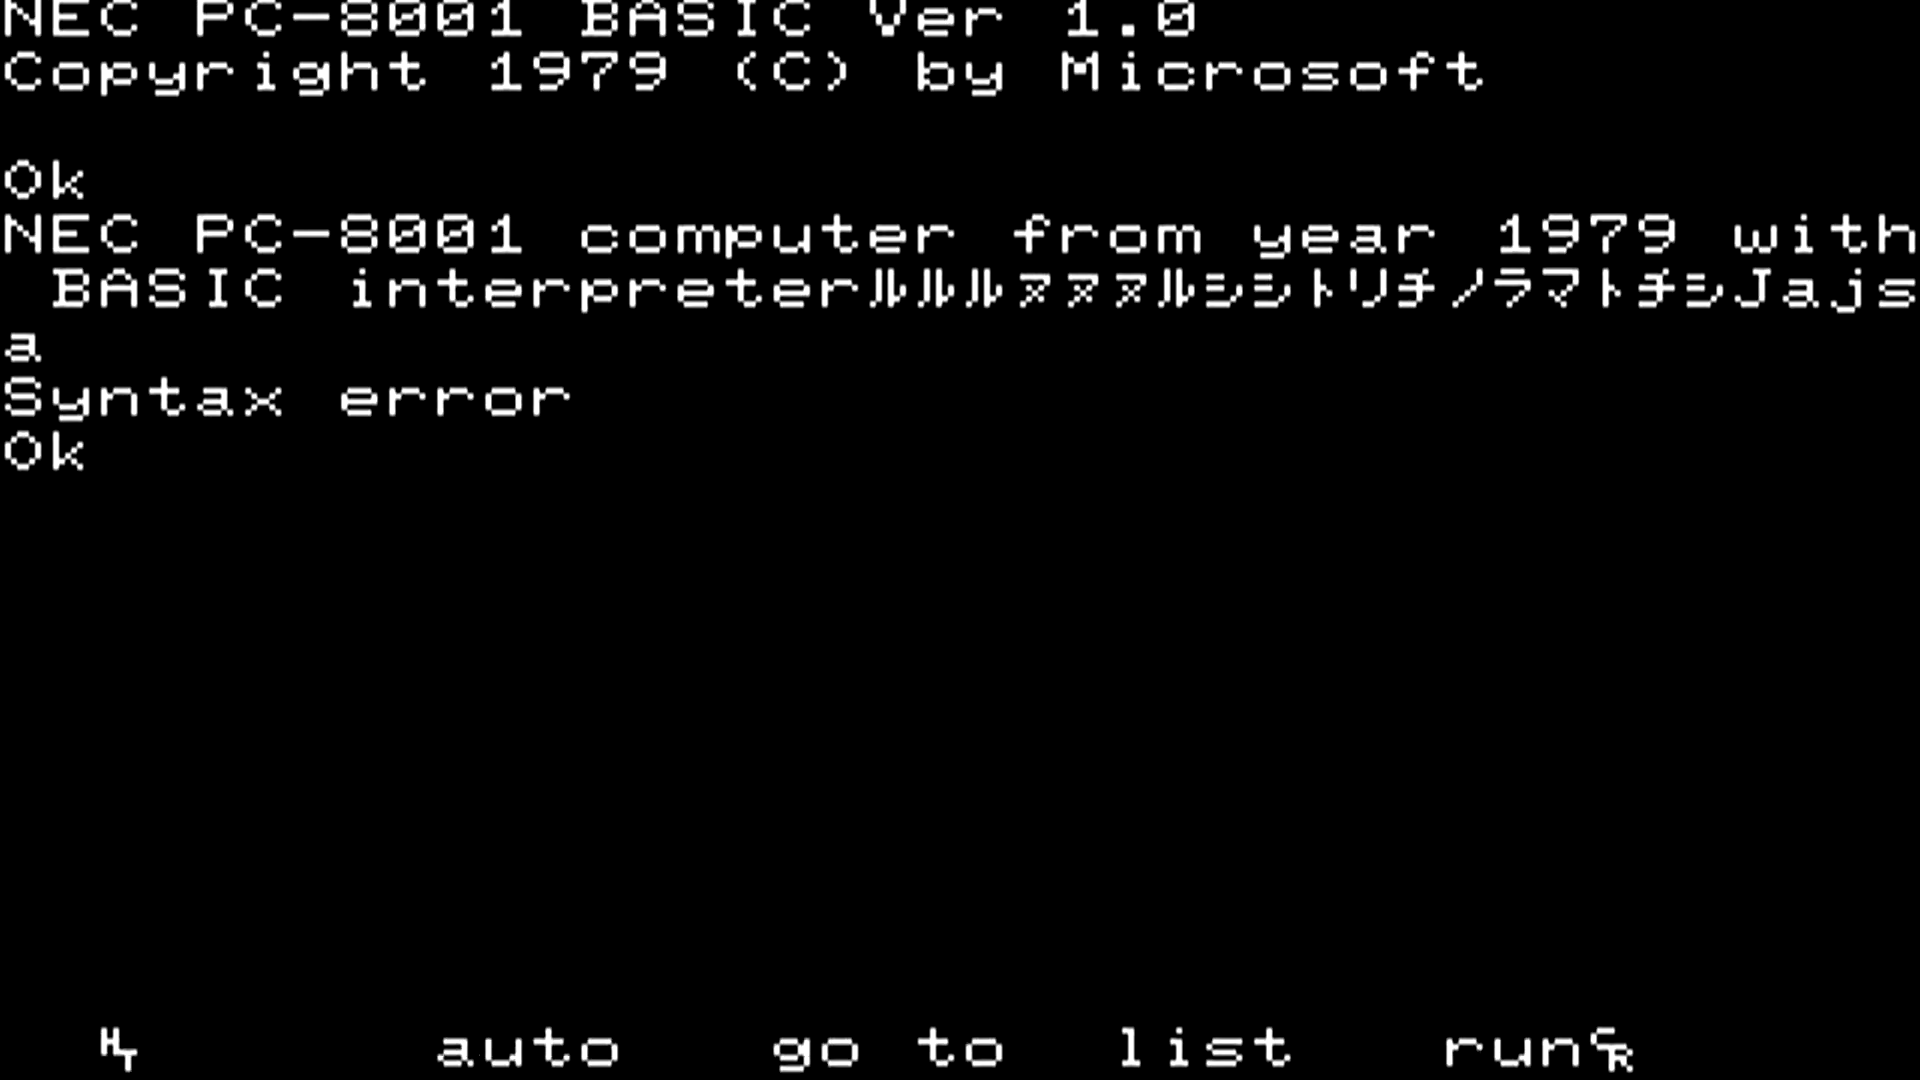 NEC PC-8001 BASIC Ver 1.0
Copyright 1979 (C) by Microsoft
Ok
NEC PC-8001 computer from year 1979 with
BASIC interpreterルルルヌヌヌルシシトリチノラマトチシJajs
a
Syntax error
Ok
HT auto go to list runCR